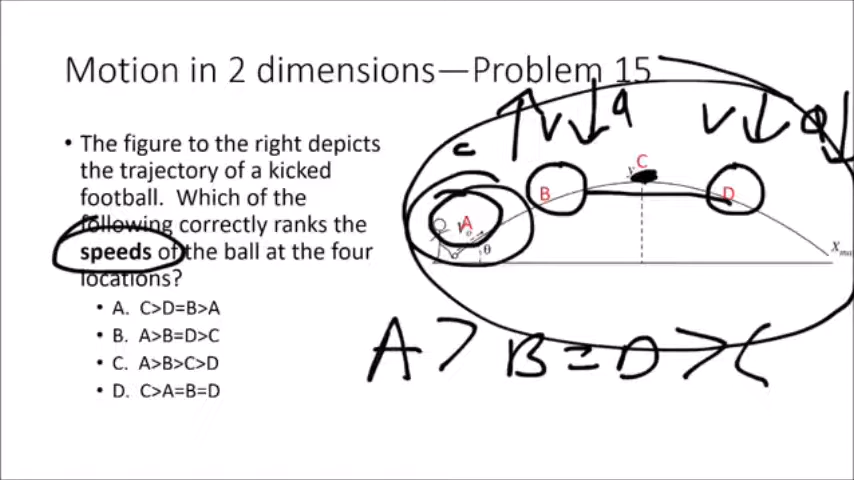 Motion in 2 dimensions—Problem 15
• The figure to the right depicts
the trajectory of a kicked
football. Which of the
following correctly ranks the
speeds of the ball at the four
locations?
• A. C>D=B>A
• B. A>B=D>C
• C. A>B>C>D
• D. C>A=B=D
V a V a
C
y
B D
A
θ
A > B = D > C